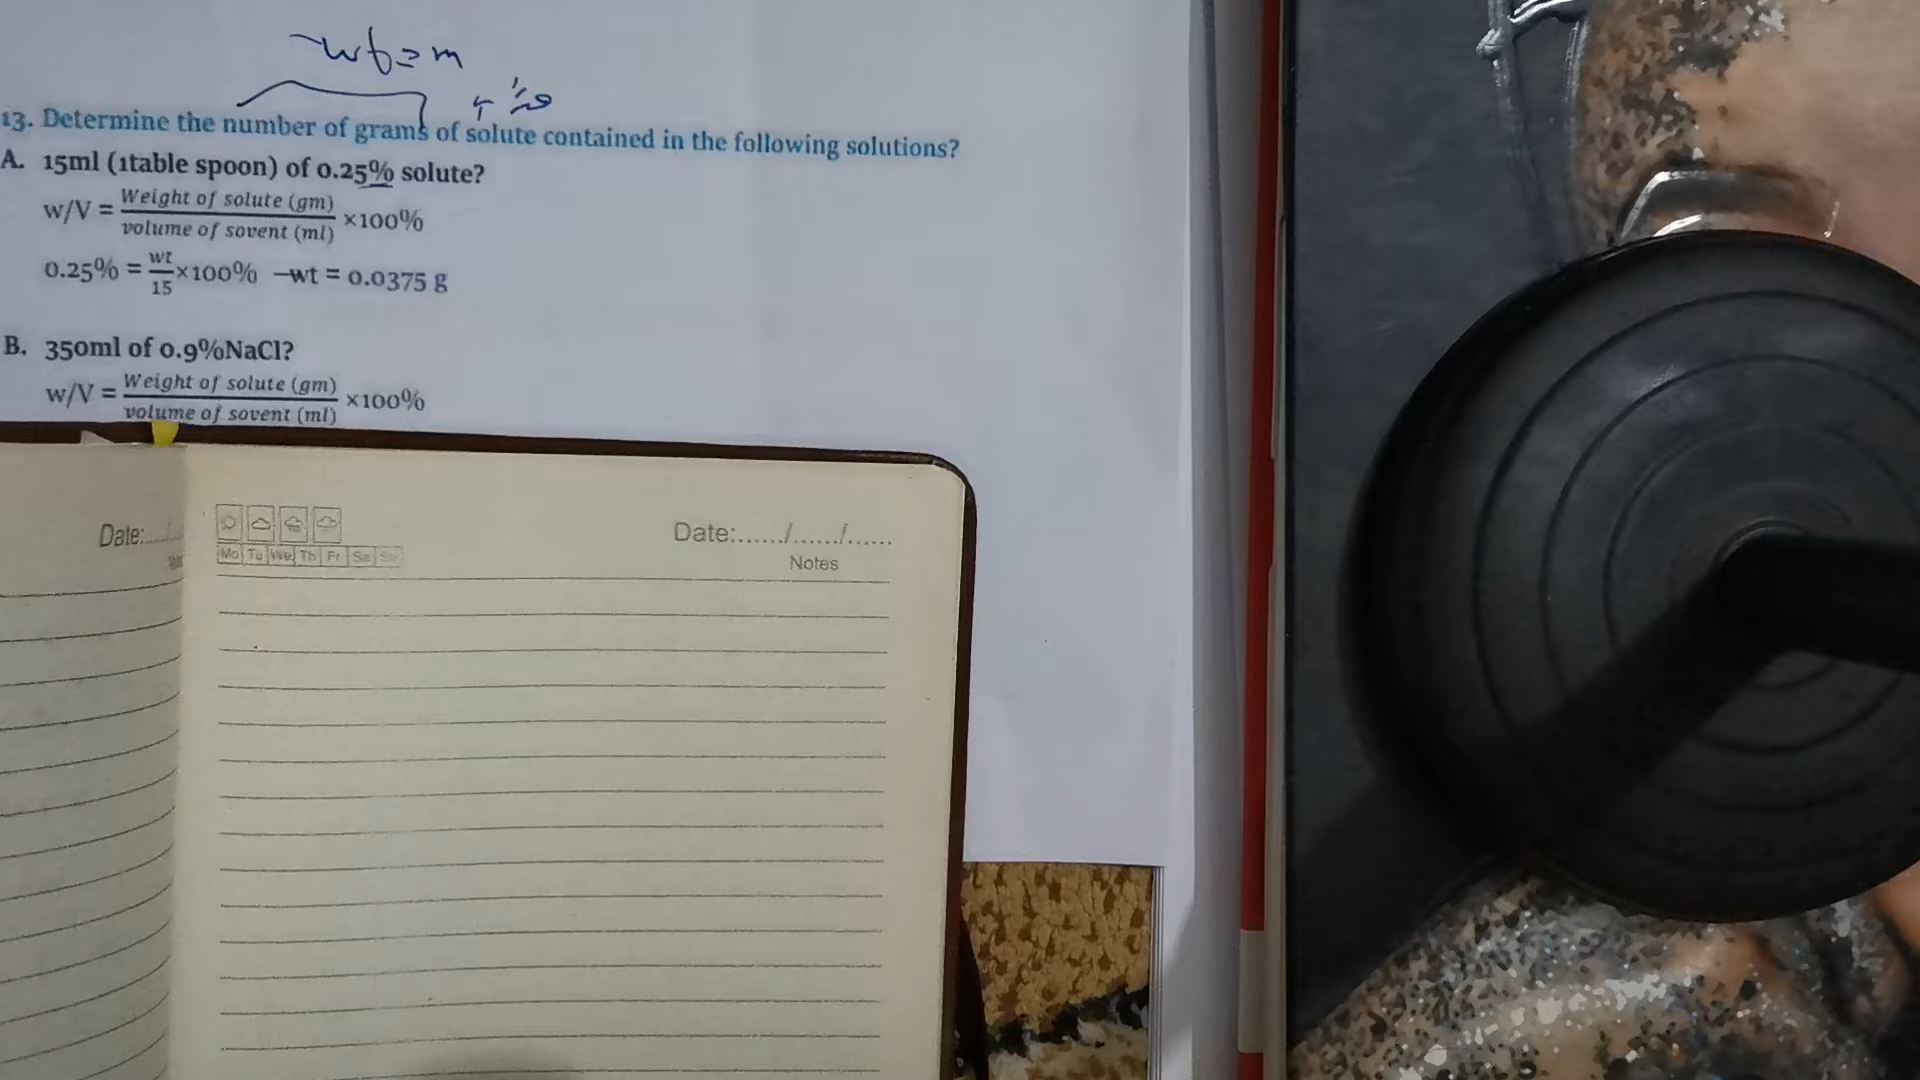 wt = m
13. Determine the number of grams of solute contained in the following solutions?
A. 15ml (1table spoon) of 0.25% solute?
w/V = Weight of solute (gm) / volume of sovent (ml) ×100%
0.25% = wt / 15 ×100% –wt = 0.0375 g
B. 350ml of 0.9%NaCl?
w/V = Weight of solute (gm) / volume of sovent (ml) ×100%
Date:....../
Date:....../....../......
Mo Tu We Th Fr Sa Su
Notes